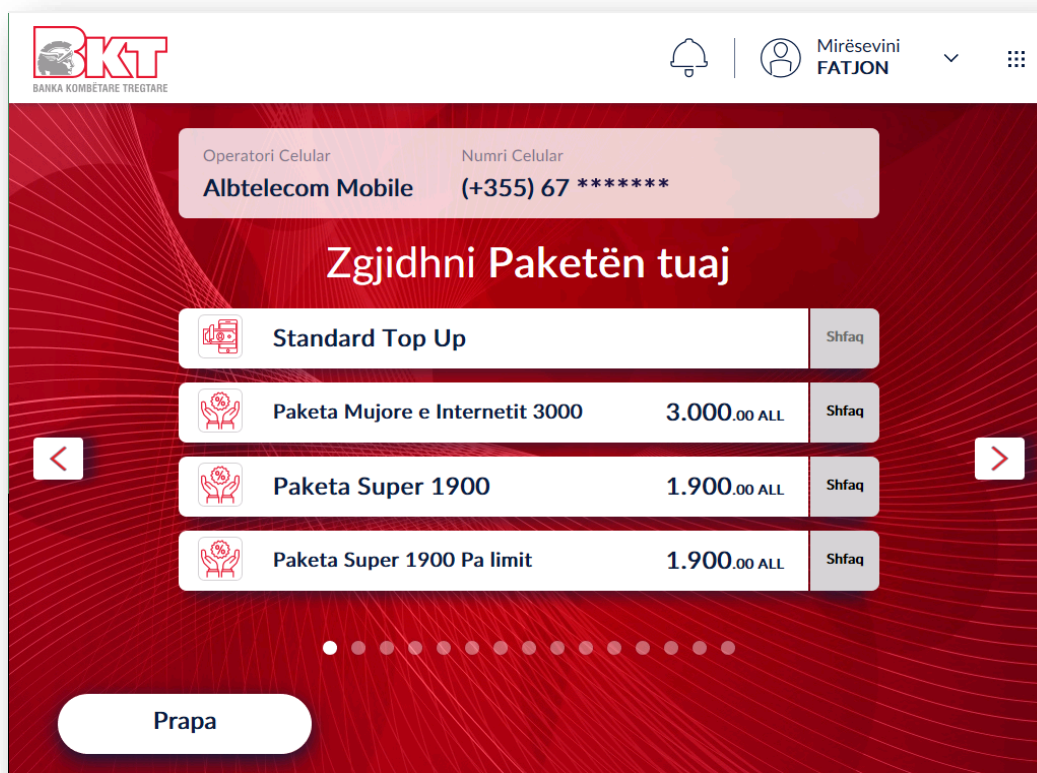 BKT
BANKA KOMBËTARE TREGTARE
Mirësevini
FATJON
Operatori Celular
Numri Celular
Albtelecom Mobile
(+355) 67 *******
Zgjidhni Paketën tuaj
Standard Top Up
Shfaq
Paketa Mujore e Internetit 3000
3.000.00 ALL
Shfaq
Paketa Super 1900
1.900.00 ALL
Shfaq
Paketa Super 1900 Pa limit
1.900.00 ALL
Shfaq
Prapa